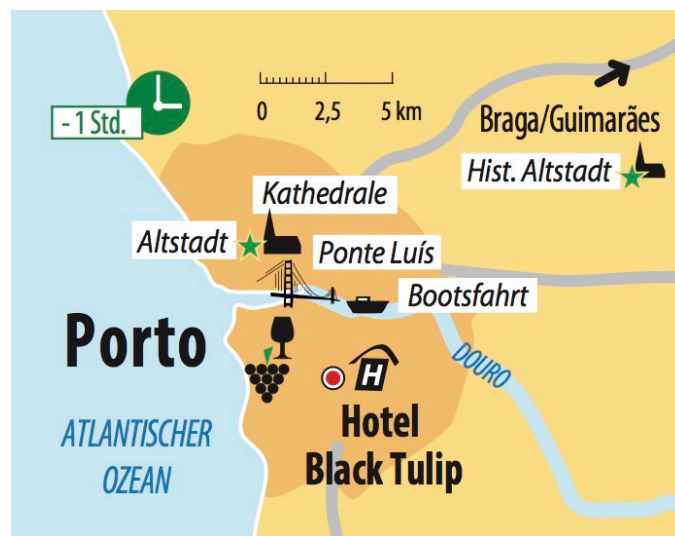 - 1 Std.
0 2,5 5 km
Braga/Guimarães
Hist. Altstadt
Kathedrale
Altstadt
Ponte Luís
Bootsfahrt
Porto
DOURO
H
ATLANTISCHER
OZEAN
Hotel
Black Tulip